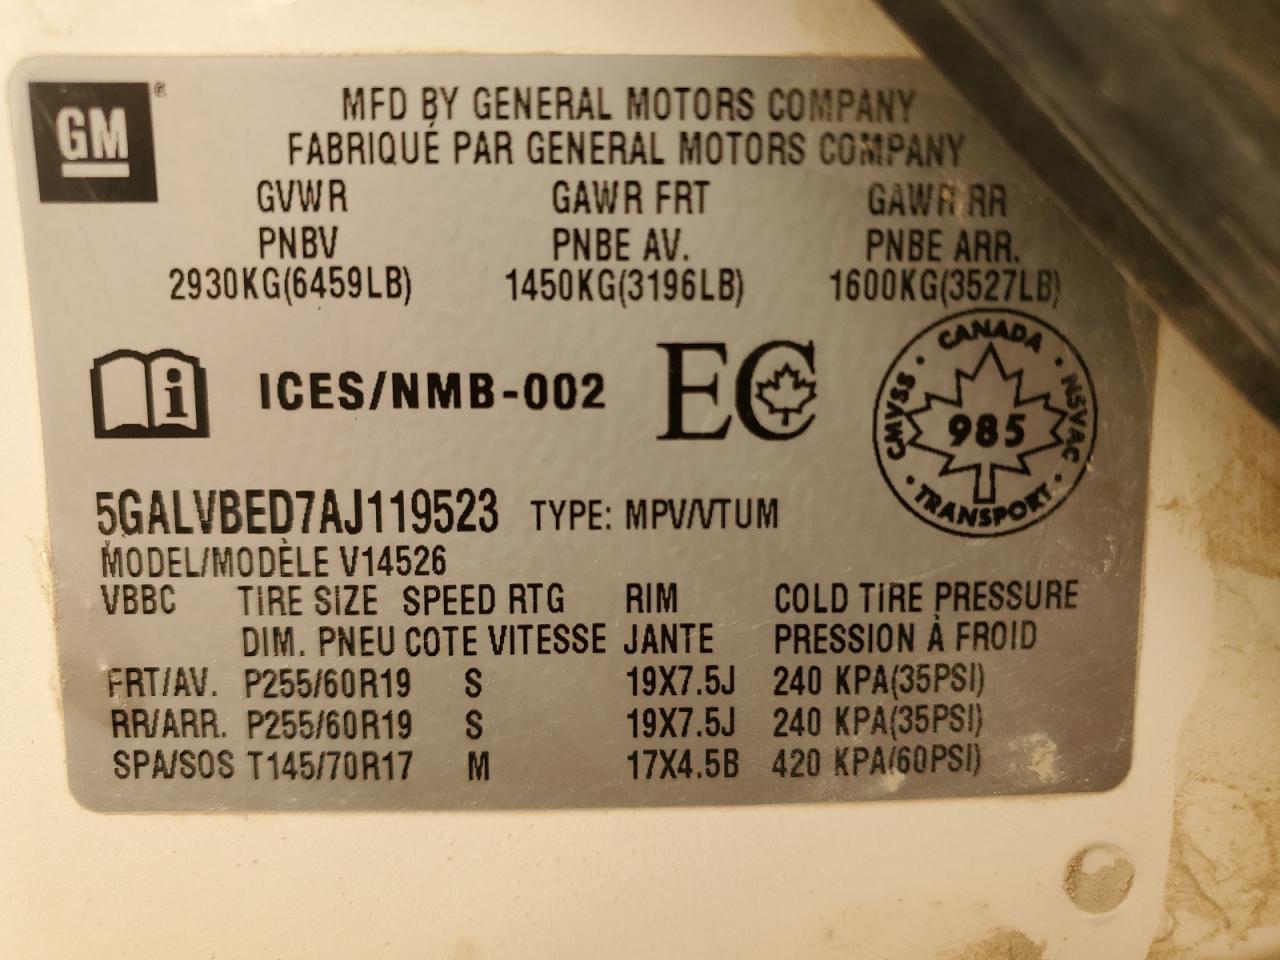 GM®
MFD BY GENERAL MOTORS COMPANY
FABRIQUÉ PAR GENERAL MOTORS COMPANY
GVWR GAWR FRT GAWR RR
PNBV PNBE AV. PNBE ARR.
2930KG(6459LB) 1450KG(3196LB) 1600KG(3527LB)
i ICES/NMB-002 EC
CANADA
CMVSS 985 NSVAC
TRANSPORT
5GALVBED7AJ119523 TYPE: MPV/VTUM
MODEL/MODÈLE V14526
VBBC TIRE SIZE SPEED RTG RIM COLD TIRE PRESSURE
DIM. PNEU COTE VITESSE JANTE PRESSION À FROID
FRT/AV. P255/60R19 S 19X7.5J 240 KPA(35PSI)
RR/ARR. P255/60R19 S 19X7.5J 240 KPA(35PSI)
SPA/SOS T145/70R17 M 17X4.5B 420 KPA(60PSI)